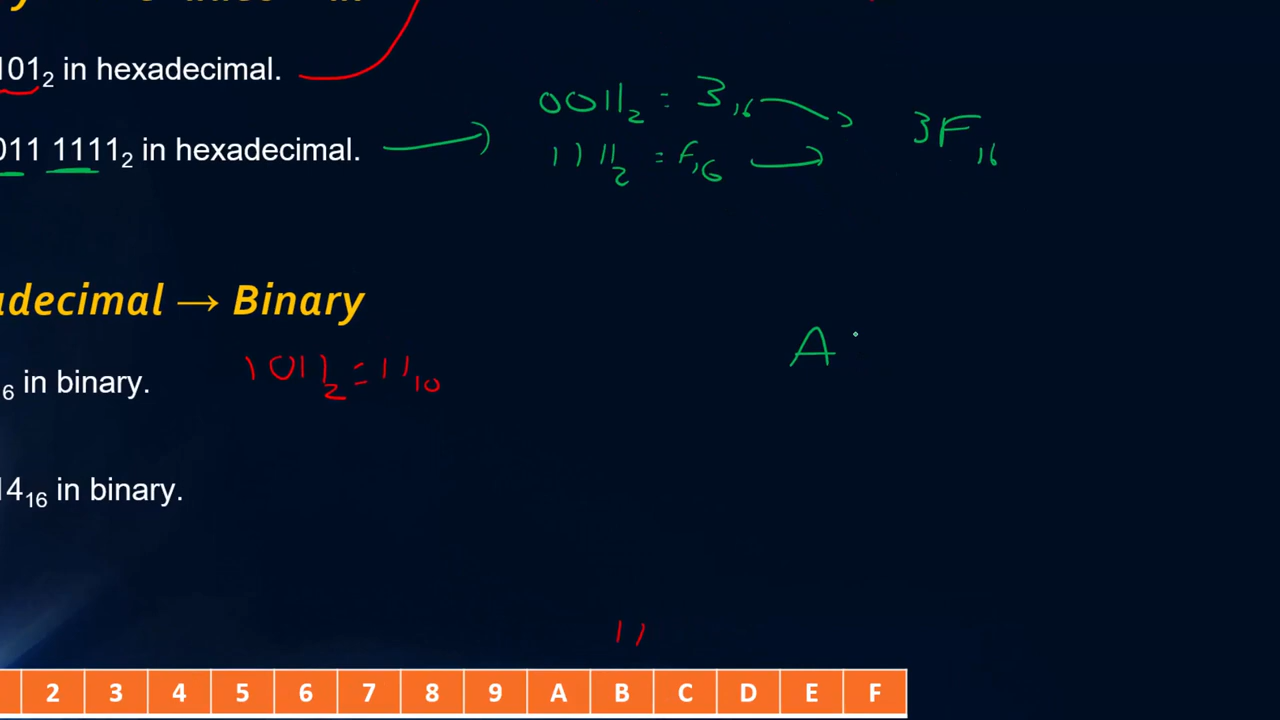 101₂ in hexadecimal.
0011₂ = 3₁₆
011 1111₂ in hexadecimal.
1111₂ = F₁₆
3F₁₆
adecimal → Binary
A
1011₂ = 11₁₀
6 in binary.
14₁₆ in binary.
11
2 3 4 5 6 7 8 9 A B C D E F